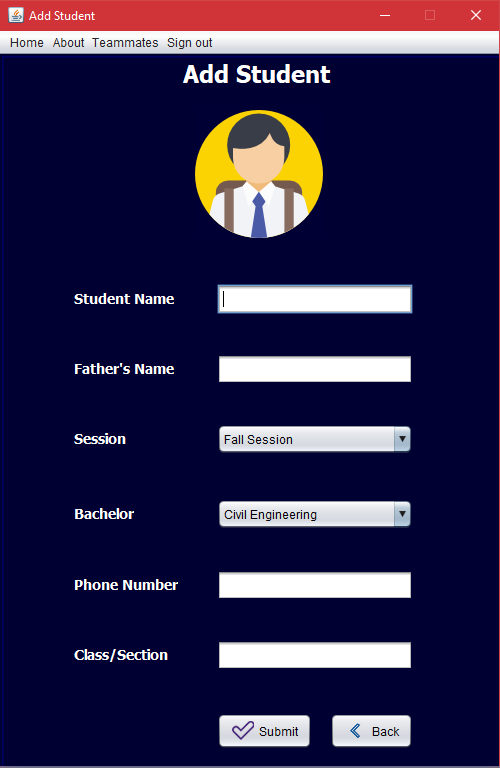 Add Student
Home About Teammates Sign out
Add Student
Student Name
Father's Name
Session Fall Session
Bachelor Civil Engineering
Phone Number
Class/Section
Submit Back